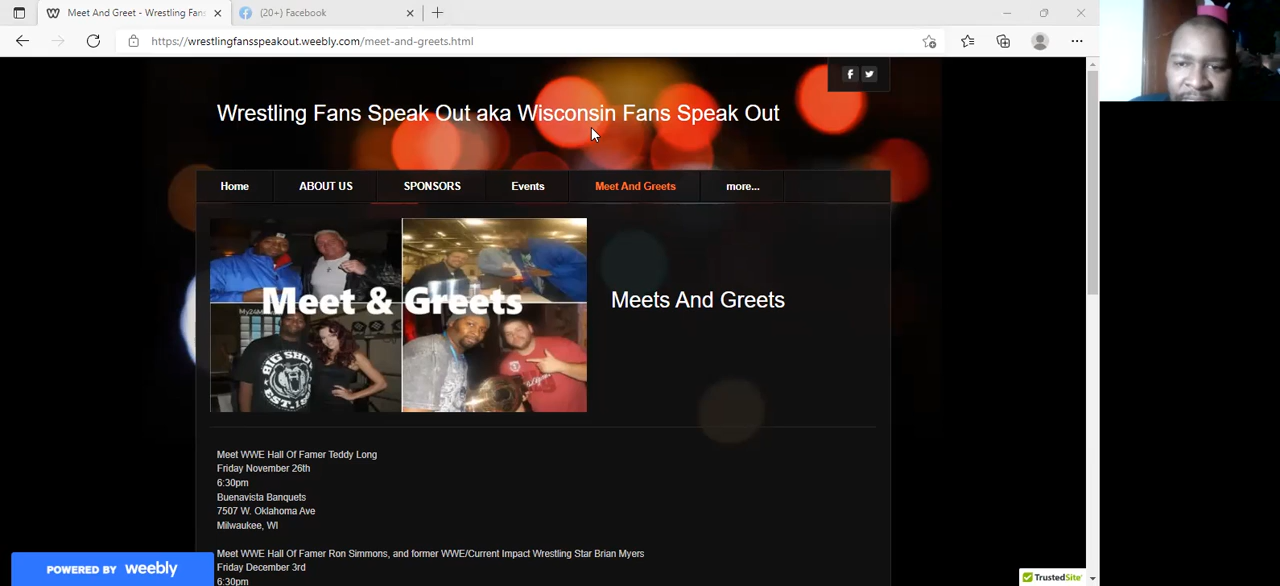 Meet And Greet - Wrestling Fans
(20+) Facebook
https://wrestlingfansspeakout.weebly.com/meet-and-greets.html
Wrestling Fans Speak Out aka Wisconsin Fans Speak Out
Home ABOUT US SPONSORS Events Meet And Greets more...
Meet & Greets
Meets And Greets
My24M
BIG SHO
EST.
Meet WWE Hall Of Famer Teddy Long
Friday November 26th
6:30pm
Buenavista Banquets
7507 W. Oklahoma Ave
Milwaukee, WI
Meet WWE Hall Of Famer Ron Simmons, and former WWE/Current Impact Wrestling Star Brian Myers
Friday December 3rd
6:30pm
POWERED BY weebly
TrustedSite